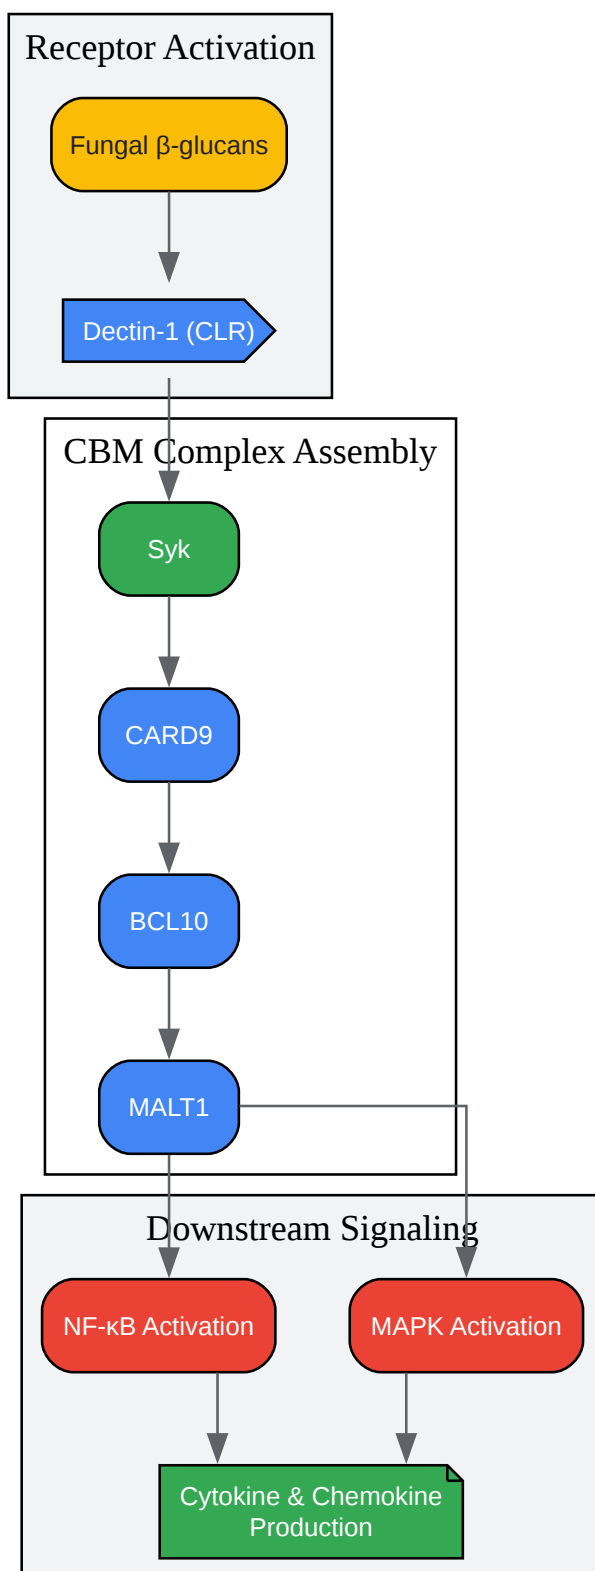 Receptor Activation
Fungal β-glucans
Dectin-1 (CLR)
CBM Complex Assembly
Syk
CARD9
BCL10
MALT1
Downstream Signaling
NF-κB Activation
MAPK Activation
Cytokine & Chemokine
Production